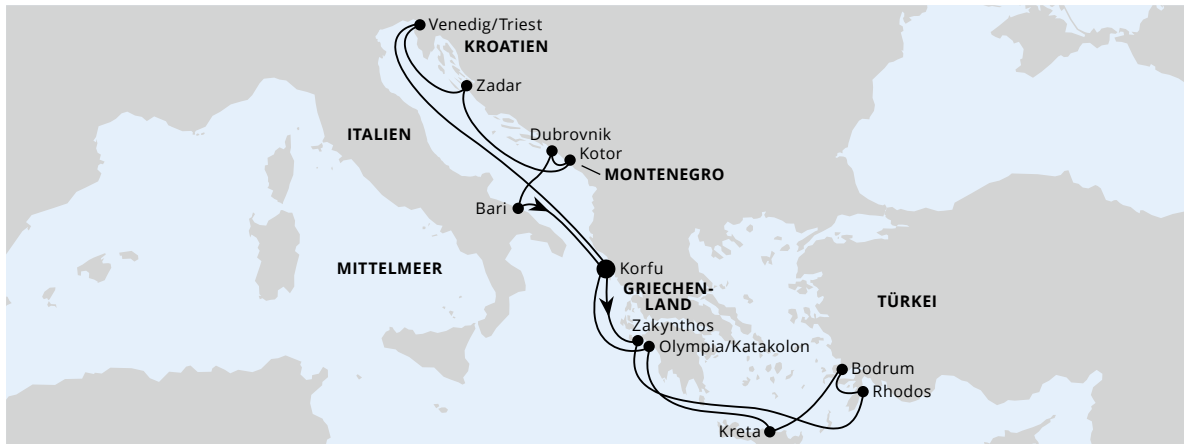 Venedig/Triest
KROATIEN
Zadar
ITALIEN
Dubrovnik
Kotor
MONTENEGRO
Bari
MITTELMEER
Korfu
GRIECHEN-
LAND
TÜRKEI
Zakynthos
Olympia/Katakolon
Bodrum
Rhodos
Kreta